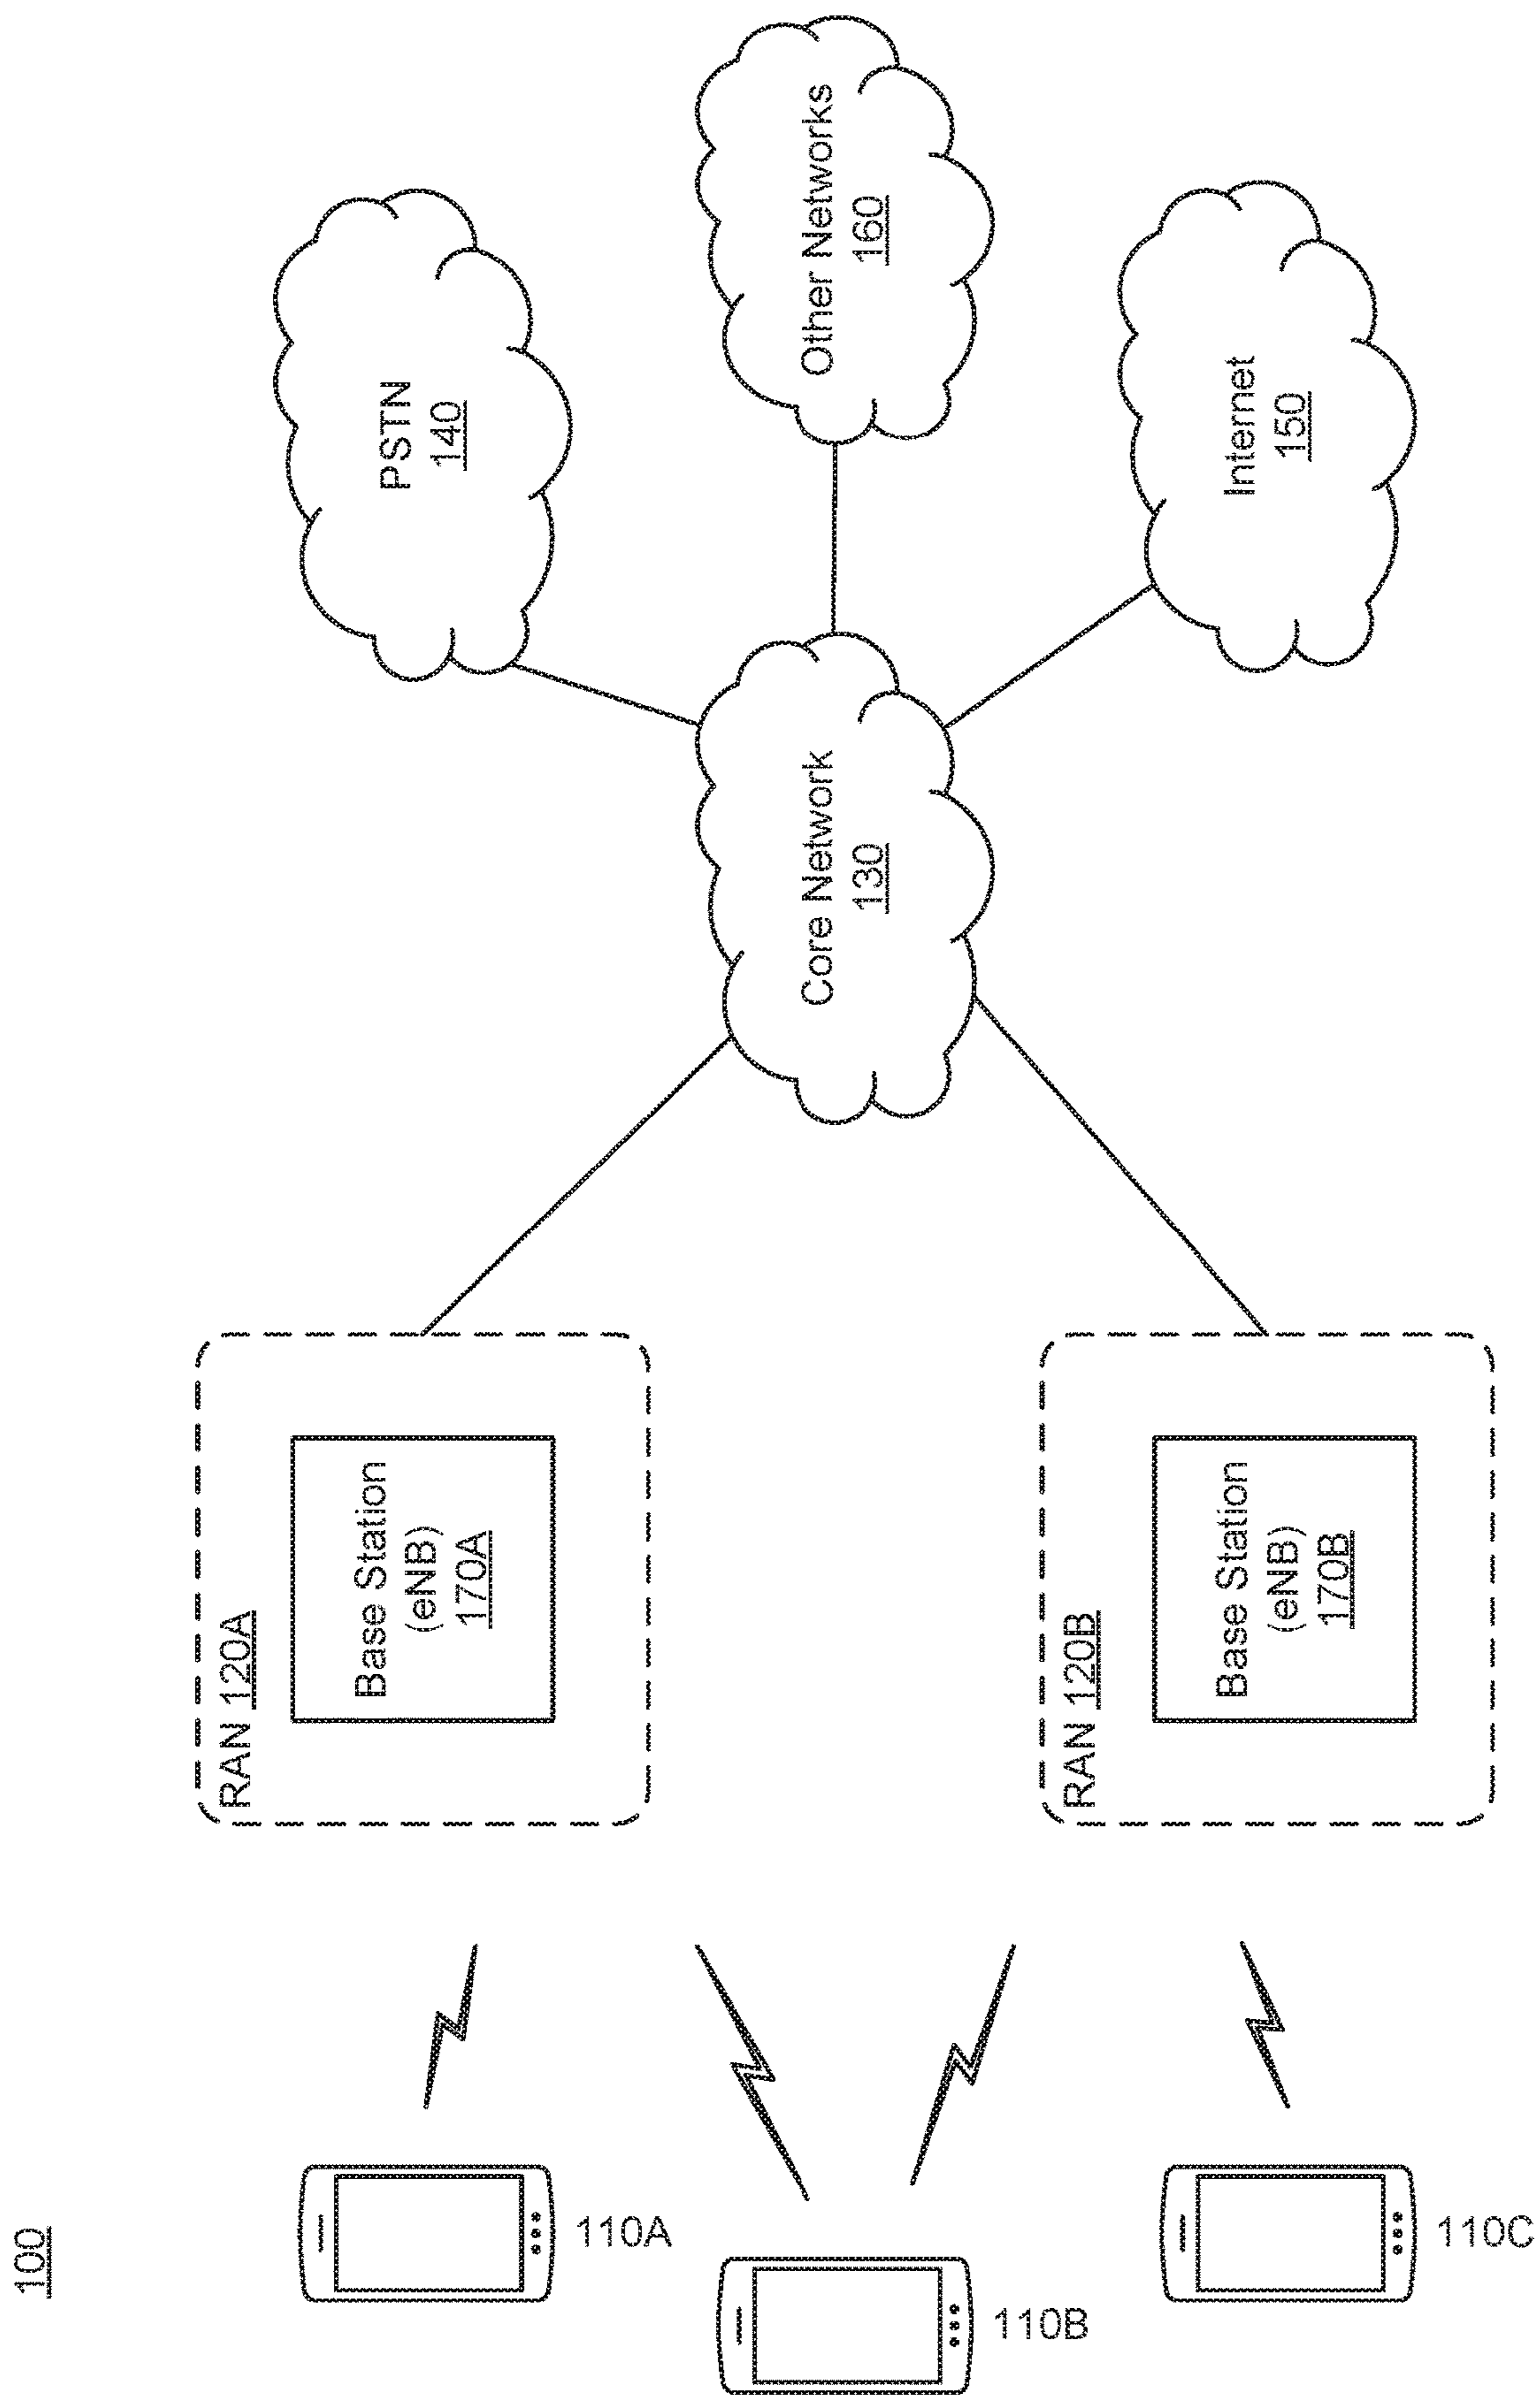 100
110A
110B
110C
RAN 120A
Base Station
(eNB)
170A
RAN 120B
Base Station
(eNB)
170B
Core Network
130
PSTN
140
Other Networks
160
Internet
150